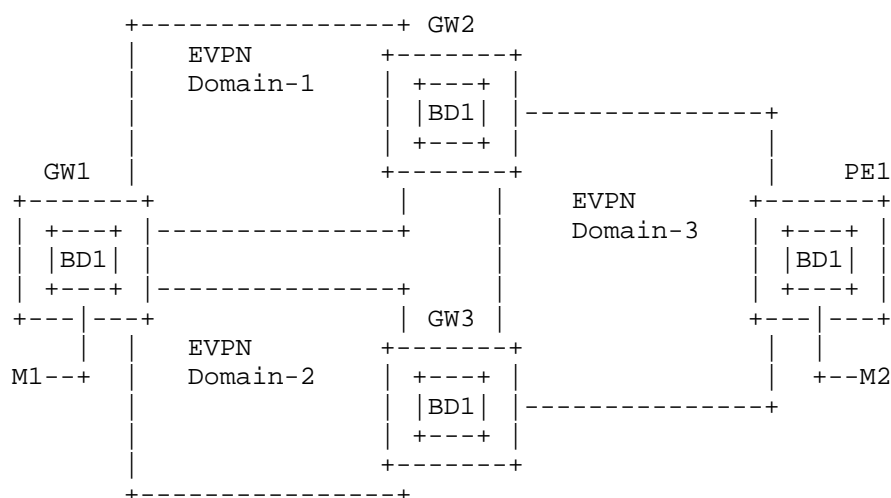 GW2
EVPN
Domain-1
BD1
GW1 PE1
EVPN
Domain-3
BD1 BD1
GW3
EVPN
M1 Domain-2 M2
BD1